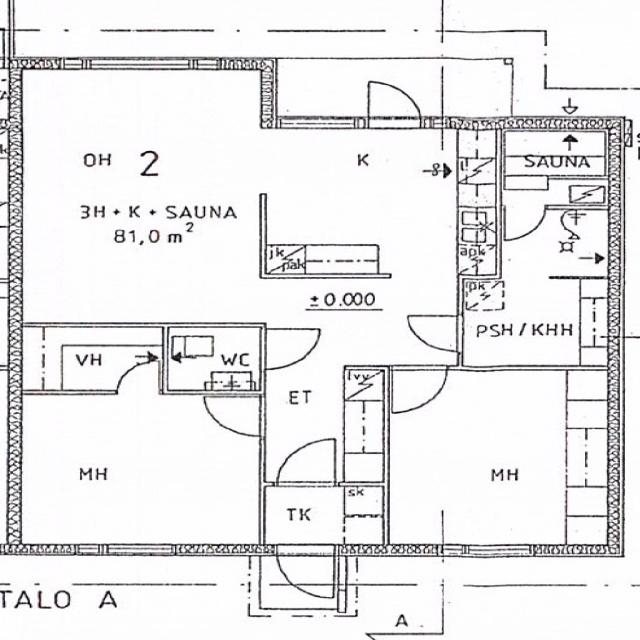 OH 2
K
SAUNA
3H + K + SAUNA
81,0 m²
jk
pak
apk
± 0.000
pk
PSH / KHH
VH
WC
ET
lvv
MH
MH
sk
TK
TALO A
A